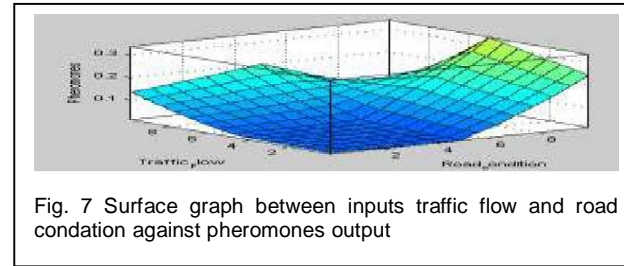 0.3
0.2
0.1
Pheromones
8 6 4 2
2 4 6 8
Traffic_flow
Road_condition
Fig. 7 Surface graph between inputs traffic flow and road
condation against pheromones output